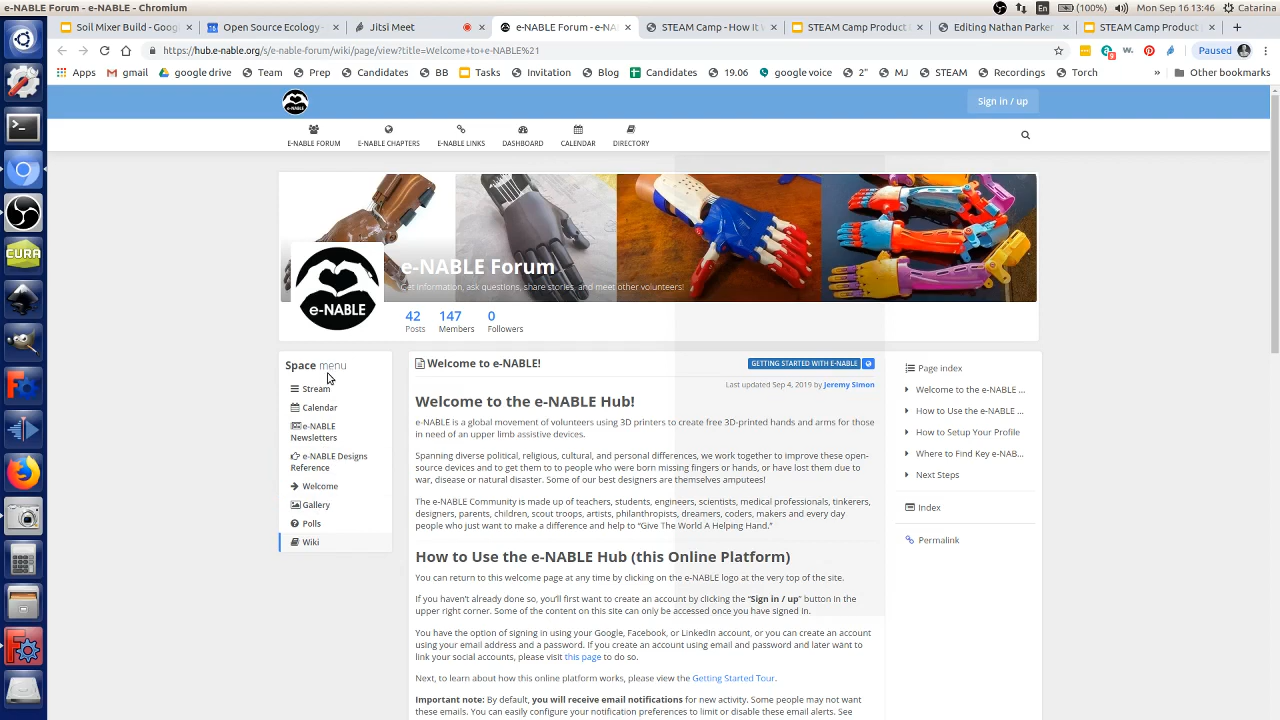 e-NABLE Forum - e-NABLE - Chromium
En (100%) Mon Sep 16 13:46 Catarina
Soil Mixer Build - Goog
Open Source Ecology -
Jitsi Meet
e-NABLE Forum - e-NA
STEAM Camp - How It W
STEAM Camp Product
Editing Nathan Parker
STEAM Camp Product
https://hub.e-nable.org/s/e-nable-forum/wiki/page/view?title=Welcome+to+e-NABLE%21
Paused
Apps gmail google drive Team Prep Candidates BB Tasks Invitation Blog Candidates 19.06 google voice 2" MJ STEAM Recordings Torch » Other bookmarks
e-NABLE
Sign in / up
E-NABLE FORUM E-NABLE CHAPTERS E-NABLE LINKS DASHBOARD CALENDAR DIRECTORY
e-NABLE
e-NABLE Forum
Get information, ask questions, share stories, and meet other volunteers!
42 147 0
Posts Members Followers
Space menu
Stream
Calendar
e-NABLE
Newsletters
e-NABLE Designs
Reference
Welcome
Gallery
Polls
Wiki
Welcome to e-NABLE!
GETTING STARTED WITH E-NABLE
Last updated Sep 4, 2019 by Jeremy Simon
Welcome to the e-NABLE Hub!
e-NABLE is a global movement of volunteers using 3D printers to create free 3D-printed hands and arms for those
in need of an upper limb assistive devices.
Spanning diverse political, religious, cultural, and personal differences, we work together to improve these open-
source devices and to get them to to people who were born missing fingers or hands, or have lost them due to
war, disease or natural disaster. Some of our best designers are themselves amputees!
The e-NABLE Community is made up of teachers, students, engineers, scientists, medical professionals, tinkerers,
designers, parents, children, scout troops, artists, philanthropists, dreamers, coders, makers and every day
people who just want to make a difference and help to “Give The World A Helping Hand.”
How to Use the e-NABLE Hub (this Online Platform)
You can return to this welcome page at any time by clicking on the e-NABLE logo at the very top of the site.
If you haven't already done so, you'll first want to create an account by clicking the “Sign in / up” button in the
upper right corner. Some of the content on this site can only be accessed once you have signed in.
You have the option of signing in using your Google, Facebook, or LinkedIn account, or you can create an account
using your email address and a password. If you create an account using email and password and later want to
link your social accounts, please visit this page to do so.
Next, to learn about how this online platform works, please view the Getting Started Tour.
Important note: By default, you will receive email notifications for new activity. Some people may not want
these emails. You can easily configure your notification preferences to limit or disable these email alerts. See
Page index
Welcome to the e-NABLE ...
How to Use the e-NABLE ...
How to Setup Your Profile
Where to Find Key e-NAB...
Next Steps
Index
Permalink
CURA